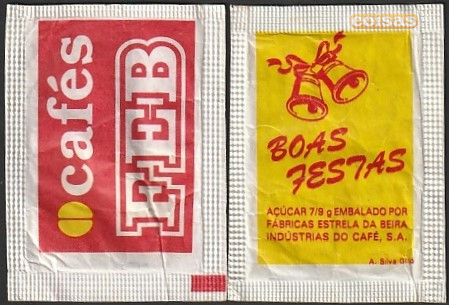 cafés
FEB
coisas
BOAS
FESTAS
AÇÚCAR 7/9 g EMBALADO POR
FÁBRICAS ESTRELA DA BEIRA
INDÚSTRIAS DO CAFÉ, S.A.
A. Silva